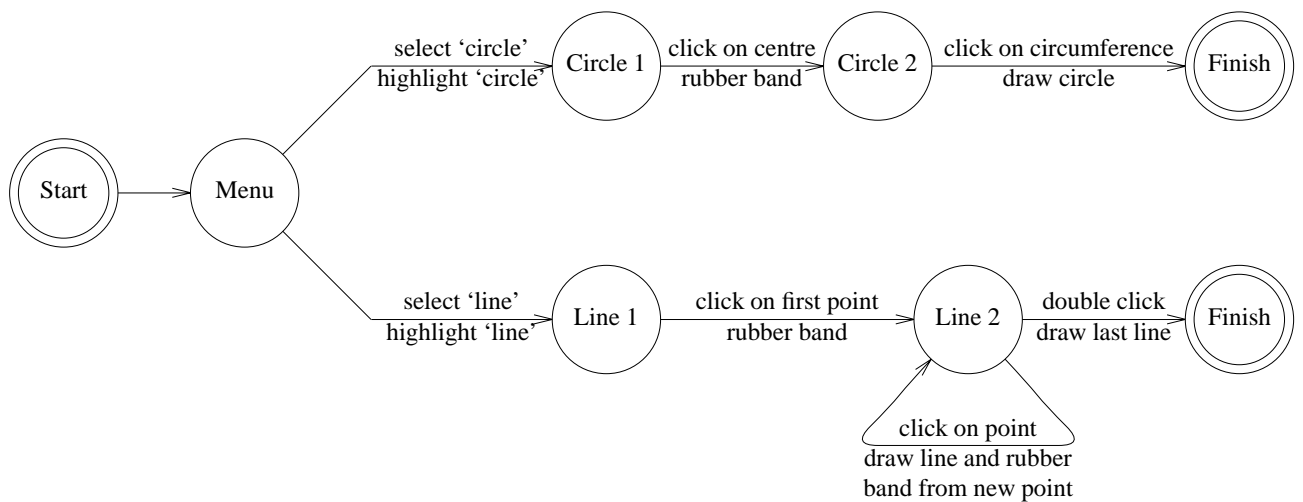 select ‘circle’
highlight ‘circle’
Circle 1
click on centre
rubber band
Circle 2
click on circumference
draw circle
Finish
Start
Menu
select ‘line’
highlight ‘line’
Line 1
click on first point
rubber band
Line 2
double click
draw last line
Finish
click on point
draw line and rubber
band from new point